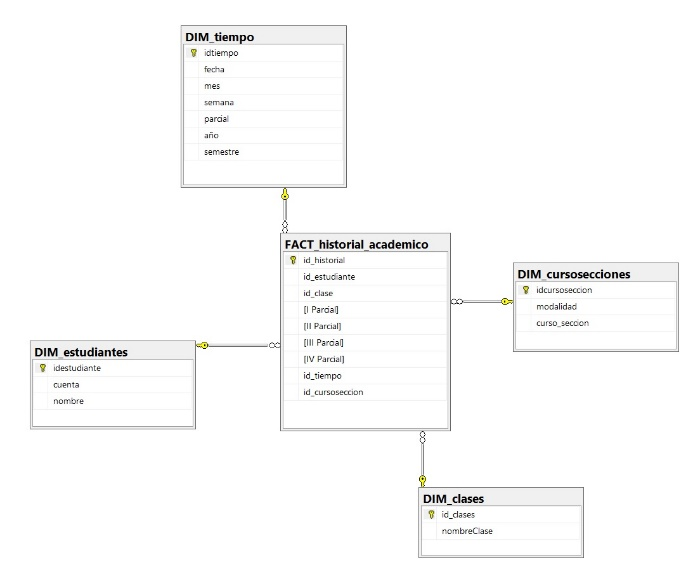 DIM_tiempo
idtiempo
fecha
mes
semana
parcial
año
semestre
FACT_historial_academico
id_historial
id_estudiante
id_clase
[I Parcial]
[II Parcial]
[III Parcial]
[IV Parcial]
id_tiempo
id_cursoseccion
DIM_cursosecciones
idcursoseccion
modalidad
curso_seccion
DIM_estudiantes
idestudiante
cuenta
nombre
DIM_clases
id_clases
nombreClase